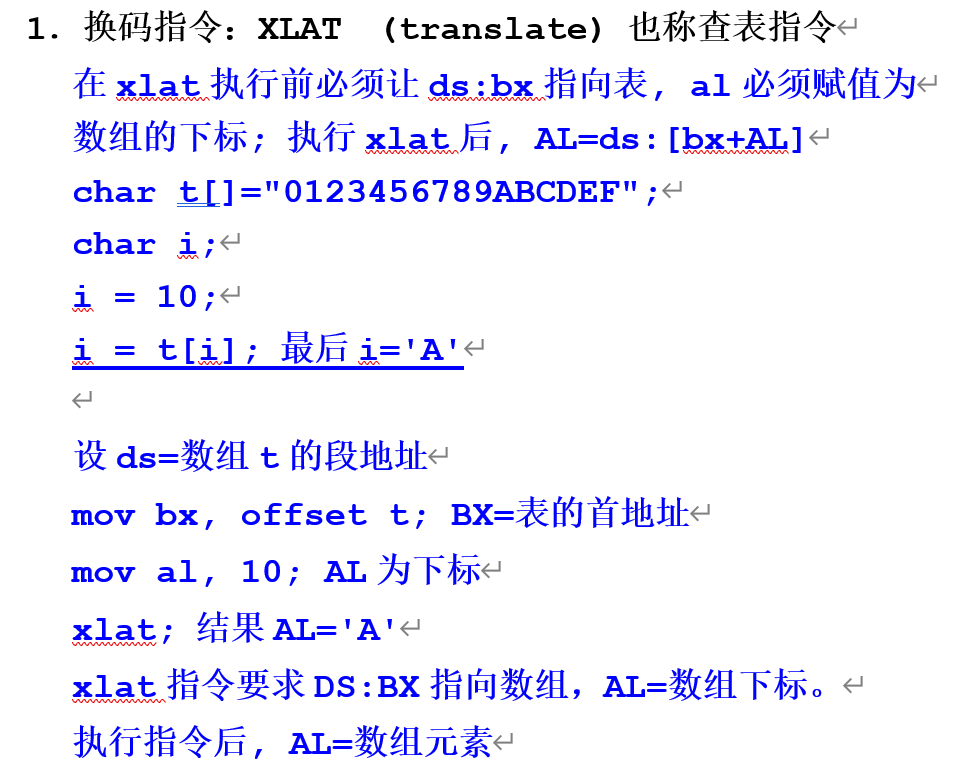 1. 换码指令：XLAT (translate) 也称查表指令
在 xlat 执行前必须让 ds:bx 指向表, al 必须赋值为
数组的下标; 执行 xlat 后, AL=ds:[bx+AL]
char t[]="0123456789ABCDEF";
char i;
i = 10;
i = t[i]; 最后 i='A'
设 ds=数组 t 的段地址
mov bx, offset t; BX=表的首地址
mov al, 10; AL 为下标
xlat; 结果 AL='A'
xlat 指令要求 DS:BX 指向数组，AL=数组下标。
执行指令后, AL=数组元素